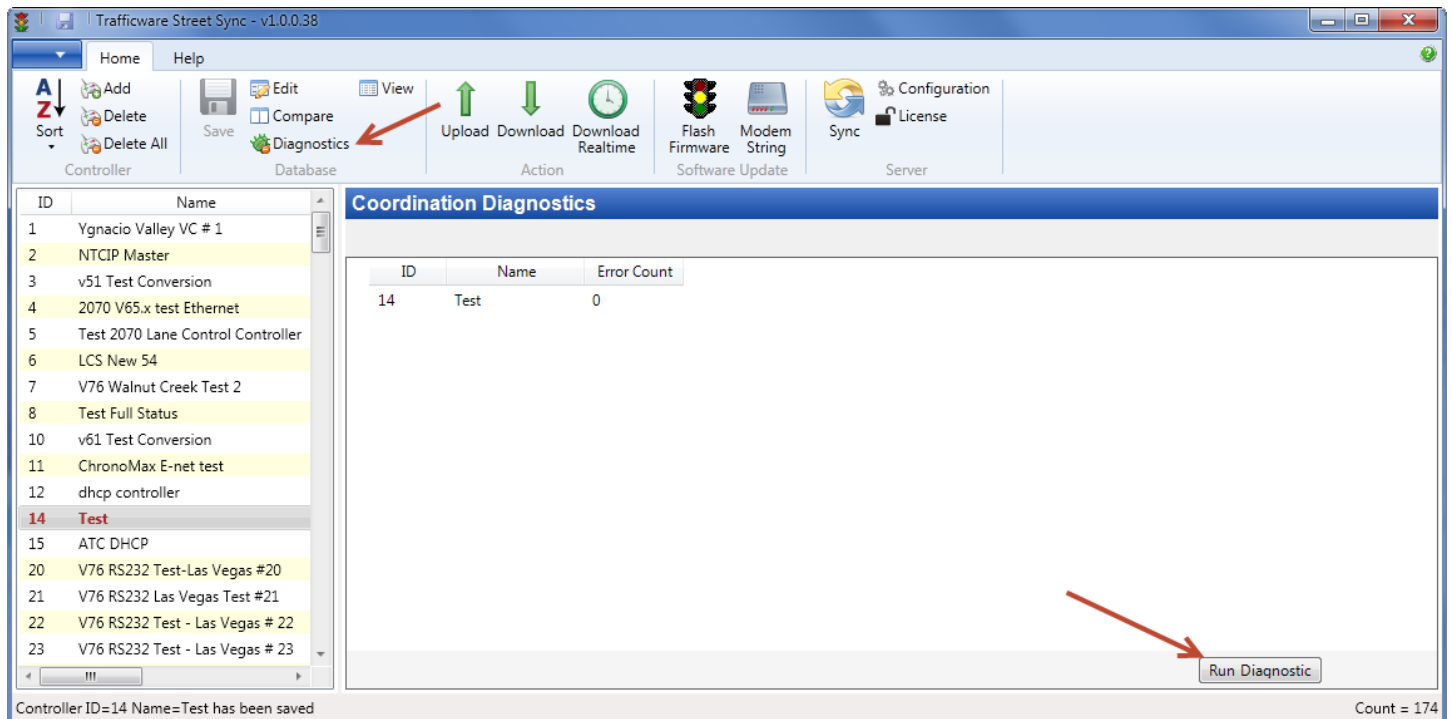 Trafficware Street Sync - v1.0.0.38
Home Help
A Z Sort
Add
Delete
Delete All
Controller
Save
Edit
Compare
Diagnostics
View
Database
Upload
Download
Download Realtime
Action
Flash Firmware
Modem String
Software Update
Sync
Configuration
License
Server
ID Name
1 Ygnacio Valley VC # 1
2 NTCIP Master
3 v51 Test Conversion
4 2070 V65.x test Ethernet
5 Test 2070 Lane Control Controller
6 LCS New 54
7 V76 Walnut Creek Test 2
8 Test Full Status
10 v61 Test Conversion
11 ChronoMax E-net test
12 dhcp controller
14 Test
15 ATC DHCP
20 V76 RS232 Test-Las Vegas #20
21 V76 RS232 Las Vegas Test #21
22 V76 RS232 Test - Las Vegas # 22
23 V76 RS232 Test - Las Vegas # 23
Coordination Diagnostics
ID Name Error Count
14 Test 0
Run Diagnostic
Controller ID=14 Name=Test has been saved
Count = 174